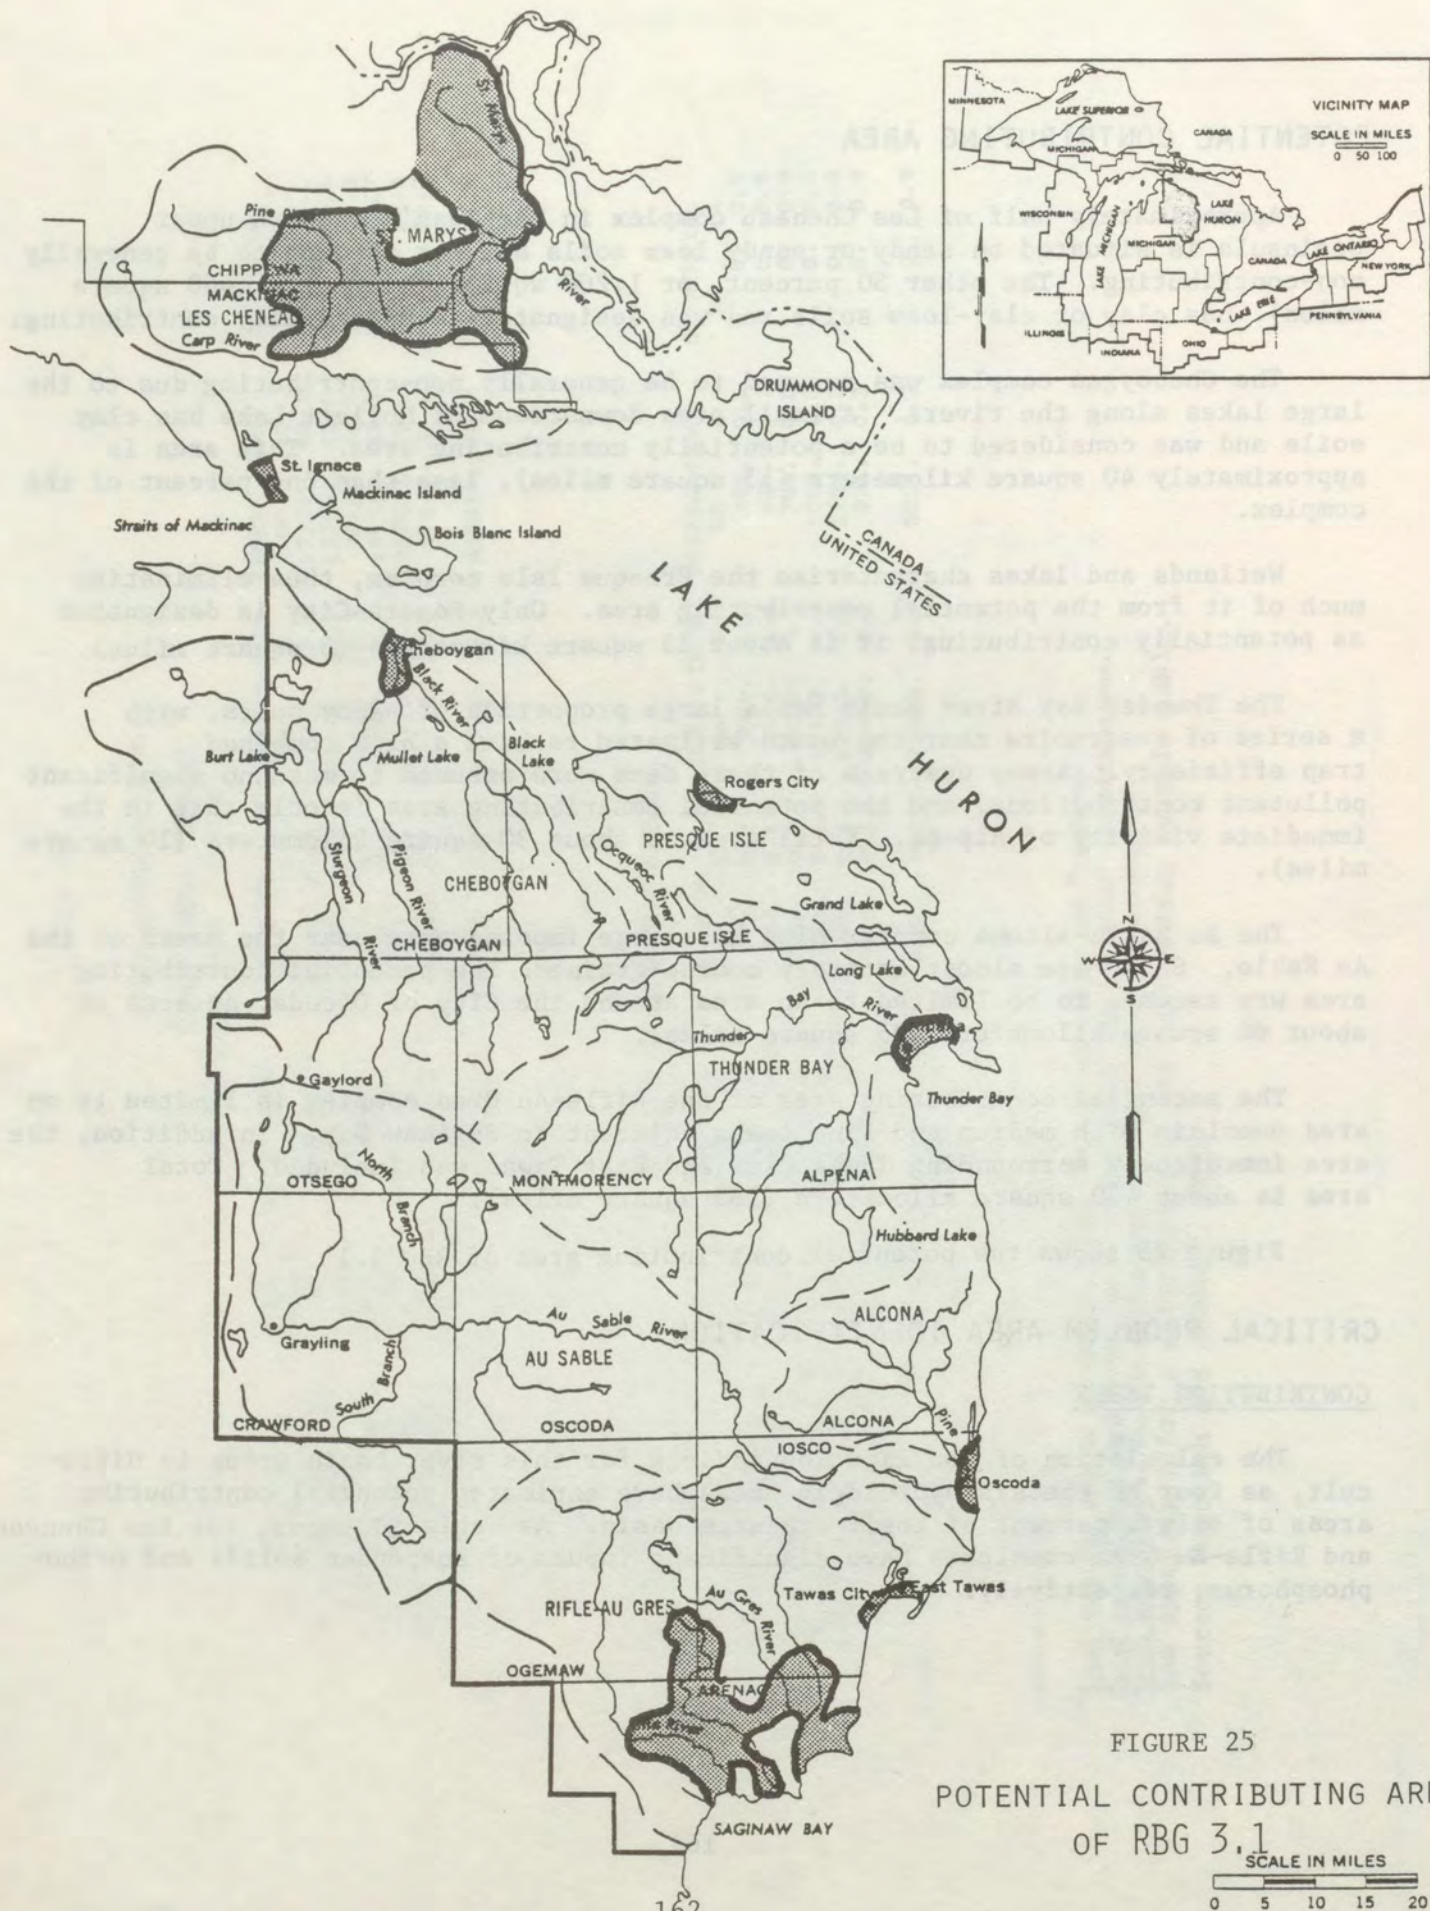 VICINITY MAP
SCALE IN MILES
0 50 100
MINNESOTA
LAKE SUPERIOR
CANADA
MICHIGAN
WISCONSIN
LAKE MICHIGAN
MICHIGAN
LAKE HURON
CANADA
LAKE ONTARIO
NEW YORK
LAKE ERIE
PENNSYLVANIA
ILLINOIS
INDIANA
OHIO
St. Marys
River
Pine
ST. MARYS
CHIPPEWA
MACKINAC
LES CHENEAU
Carp River
DRUMMOND
ISLAND
St. Ignace
Mackinac Island
Straits of Mackinac
Bois Blanc Island
CANADA
UNITED STATES
LAKE
HURON
Cheboygan
Black River
Burt Lake
Mullet Lake
Black
Lake
Rogers City
PRESQUE ISLE
Ocqueoc River
Sturgeon
River
Pigeon River
CHEBOYGAN
Grand Lake
CHEBOYGAN
PRESQUE ISLE
Long Lake
Thunder Bay River
THUNDER BAY
N
W E
S
Gaylord
Thunder Bay
North
Branch
OTSEGO
MONTMORENCY
ALPENA
Hubbard Lake
Au Sable River
ALCONA
Grayling
AU SABLE
South Branch
CRAWFORD
OSCODA
ALCONA
Pine
IOSCO
Oscoda
Tawas City
East Tawas
RIFLE-AU GRES
Au Gres River
OGEMAW
ARENAC
River
SAGINAW BAY
FIGURE 25
POTENTIAL CONTRIBUTING ARE
OF RBG 3.1
SCALE IN MILES
0 5 10 15 20
162